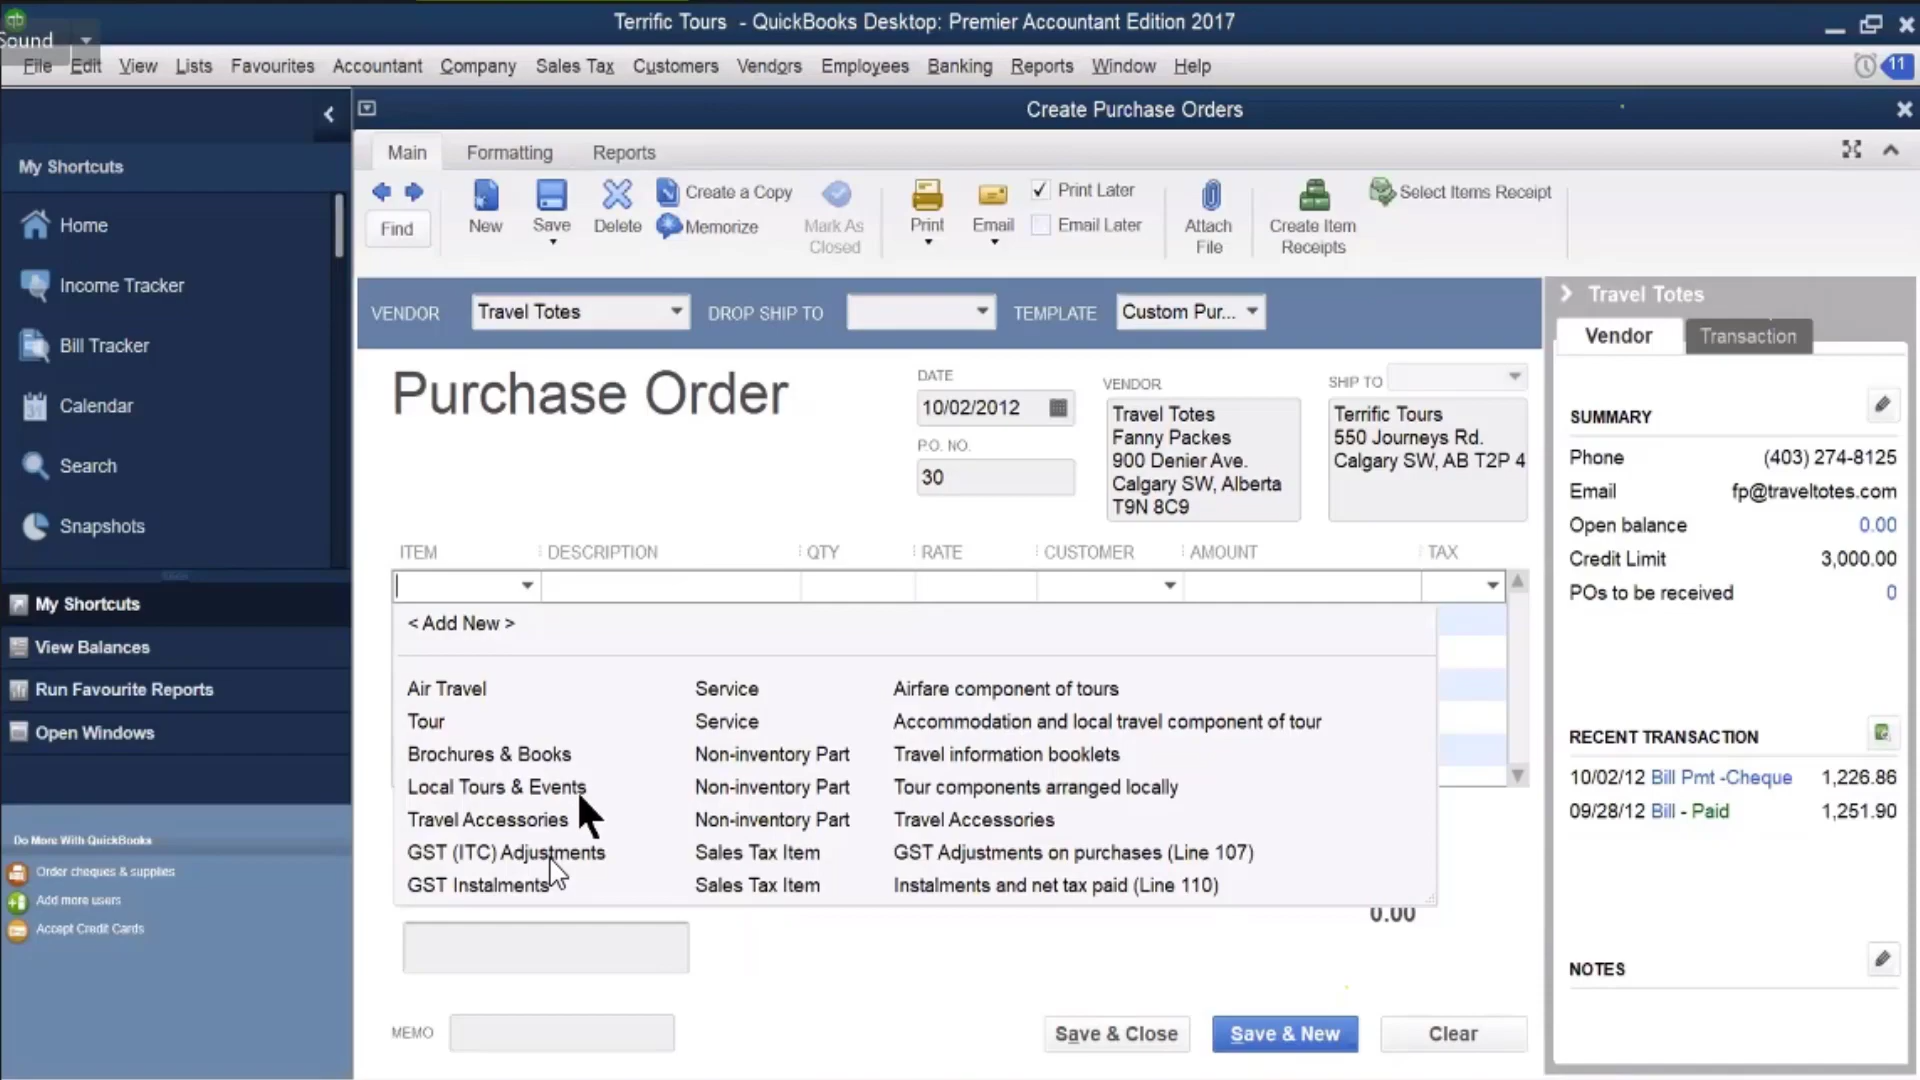 Terrific Tours - QuickBooks Desktop: Premier Accountant Edition 2017
qb
Sound
File Edit View Lists Favourites Accountant Company Sales Tax Customers Vendors Employees Banking Reports Window Help
11
Create Purchase Orders
My Shortcuts
Home
Income Tracker
Bill Tracker
Calendar
Search
Snapshots
My Shortcuts
View Balances
Run Favourite Reports
Open Windows
Do More With QuickBooks
Order cheques & supplies
Add more users
Accept Credit Cards
Main Formatting Reports
Find
New
Save
Delete
Create a Copy
Memorize
Mark As
Closed
Print
Email
Print Later
Email Later
Attach
File
Create Item
Receipts
Select Items Receipt
VENDOR Travel Totes DROP SHIP TO TEMPLATE Custom Pur...
Purchase Order
DATE
10/02/2012
P.O. NO.
30
VENDOR
Travel Totes
Fanny Packes
900 Denier Ave.
Calgary SW, Alberta
T9N 8C9
SHIP TO
Terrific Tours
550 Journeys Rd.
Calgary SW, AB T2P 4
ITEM DESCRIPTION QTY RATE CUSTOMER AMOUNT TAX
< Add New >
Air Travel Service Airfare component of tours
Tour Service Accommodation and local travel component of tour
Brochures & Books Non-inventory Part Travel information booklets
Local Tours & Events Non-inventory Part Tour components arranged locally
Travel Accessories Non-inventory Part Travel Accessories
GST (ITC) Adjustments Sales Tax Item GST Adjustments on purchases (Line 107)
GST Instalments Sales Tax Item Instalments and net tax paid (Line 110)
0.00
MEMO
Save & Close
Save & New
Clear
Travel Totes
Vendor Transaction
SUMMARY
Phone (403) 274-8125
Email fp@traveltotes.com
Open balance 0.00
Credit Limit 3,000.00
POs to be received 0
RECENT TRANSACTION
10/02/12 Bill Pmt -Cheque 1,226.86
09/28/12 Bill - Paid 1,251.90
NOTES